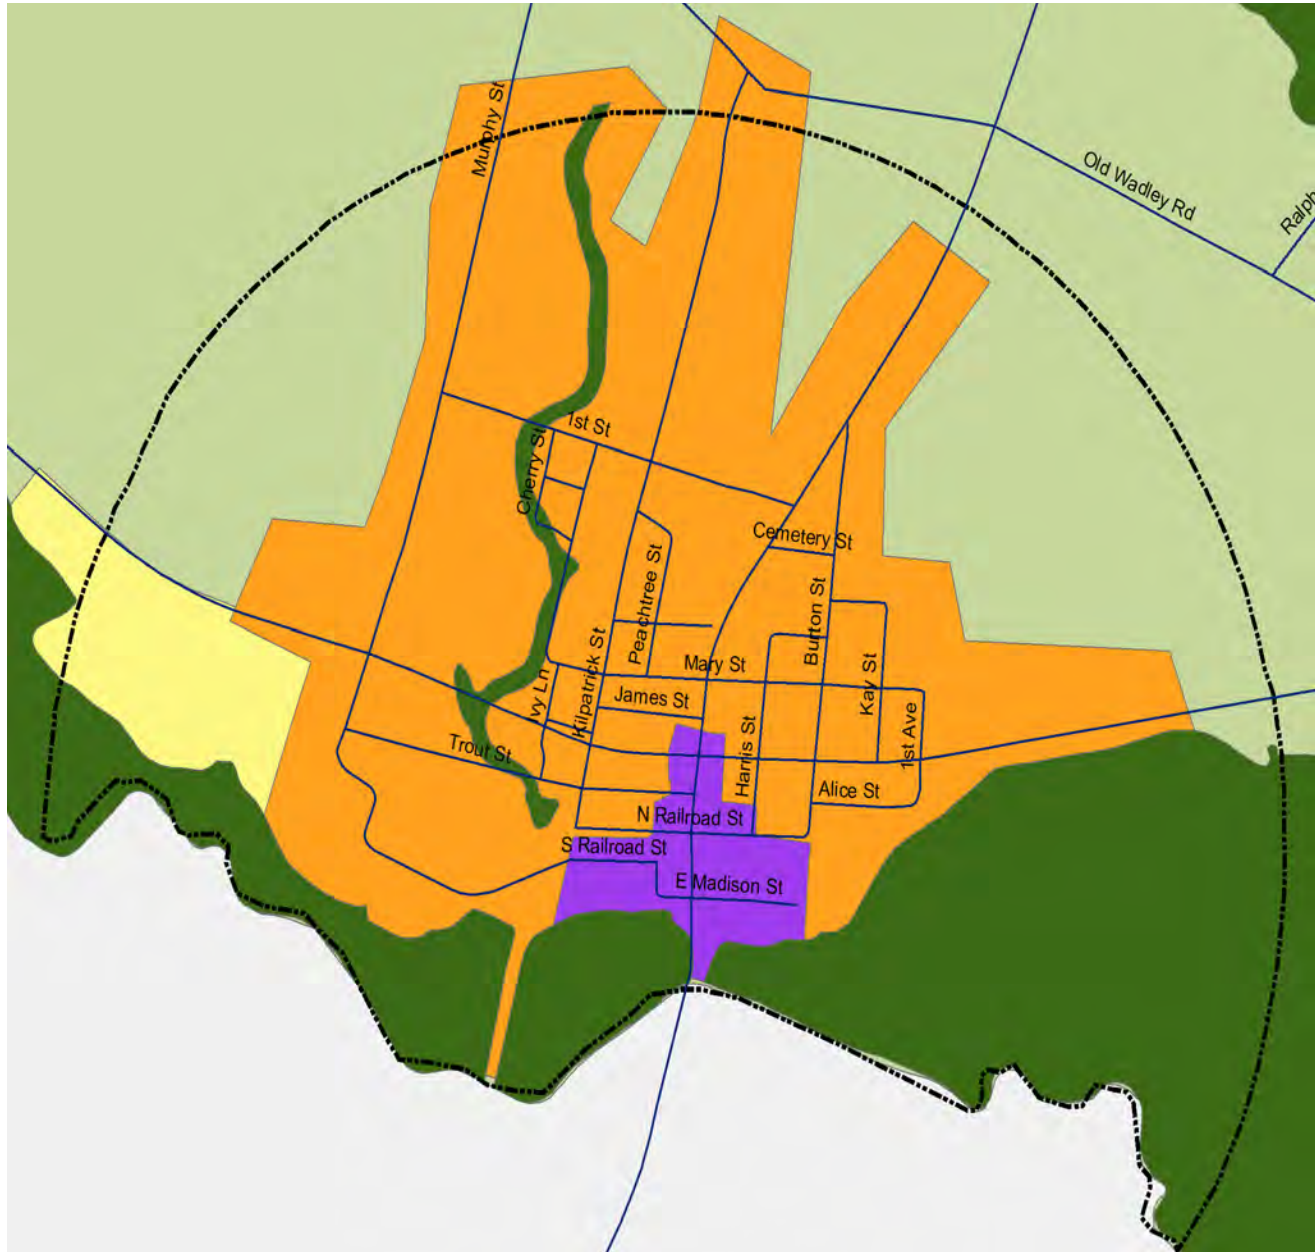 Murphy St
Old Wadley Rd
Ralph
1st St
Cherry St
Cemetery St
Peachtree St
Burton St
Mary St
Kay St
Ivy Ln
Kilpatrick St
James St
1st Ave
Harris St
Trout St
Alice St
N Railroad St
S Railroad St
E Madison St